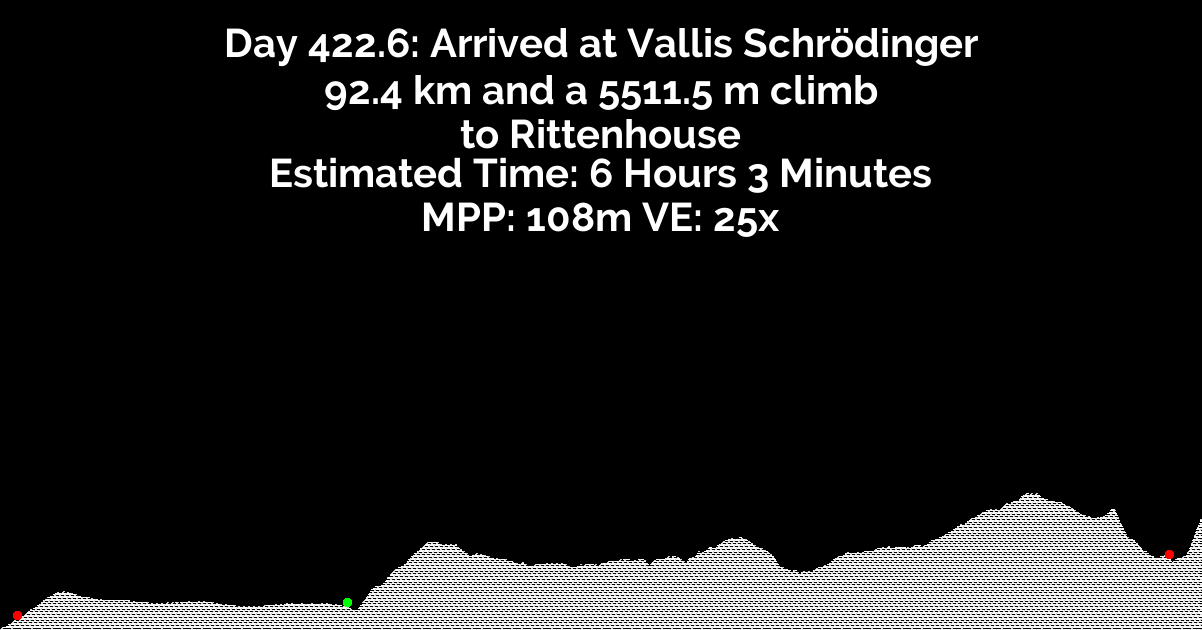 Day 422.6: Arrived at Vallis Schrödinger
92.4 km and a 5511.5 m climb
to Rittenhouse
Estimated Time: 6 Hours 3 Minutes
MPP: 108m VE: 25x